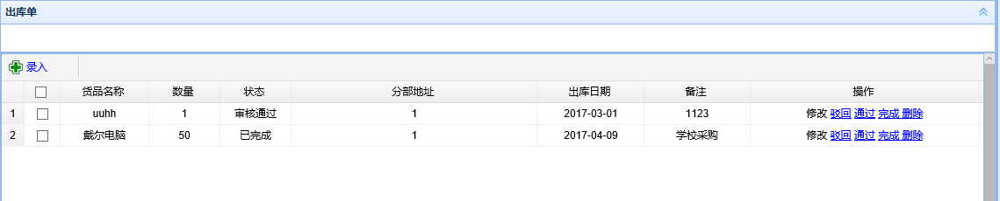 出库单
录入
货品名称 数量 状态 分部地址 出库日期 备注 操作
1 uuhh 1 审核通过 1 2017-03-01 1123 修改 驳回 通过 完成 删除
2 戴尔电脑 50 已完成 1 2017-04-09 学校采购 修改 驳回 通过 完成 删除